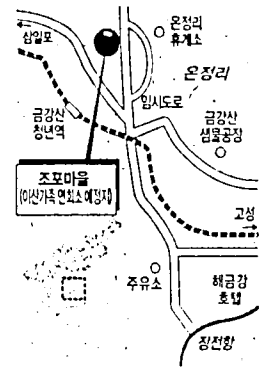 삼일포
온정리
휴게소
온정리
임시도로
금강산
청년역
금강산
샘물공장
조포마을
(이산가족 면회소 예정지)
고성
주유소
해금강
호텔
장전항